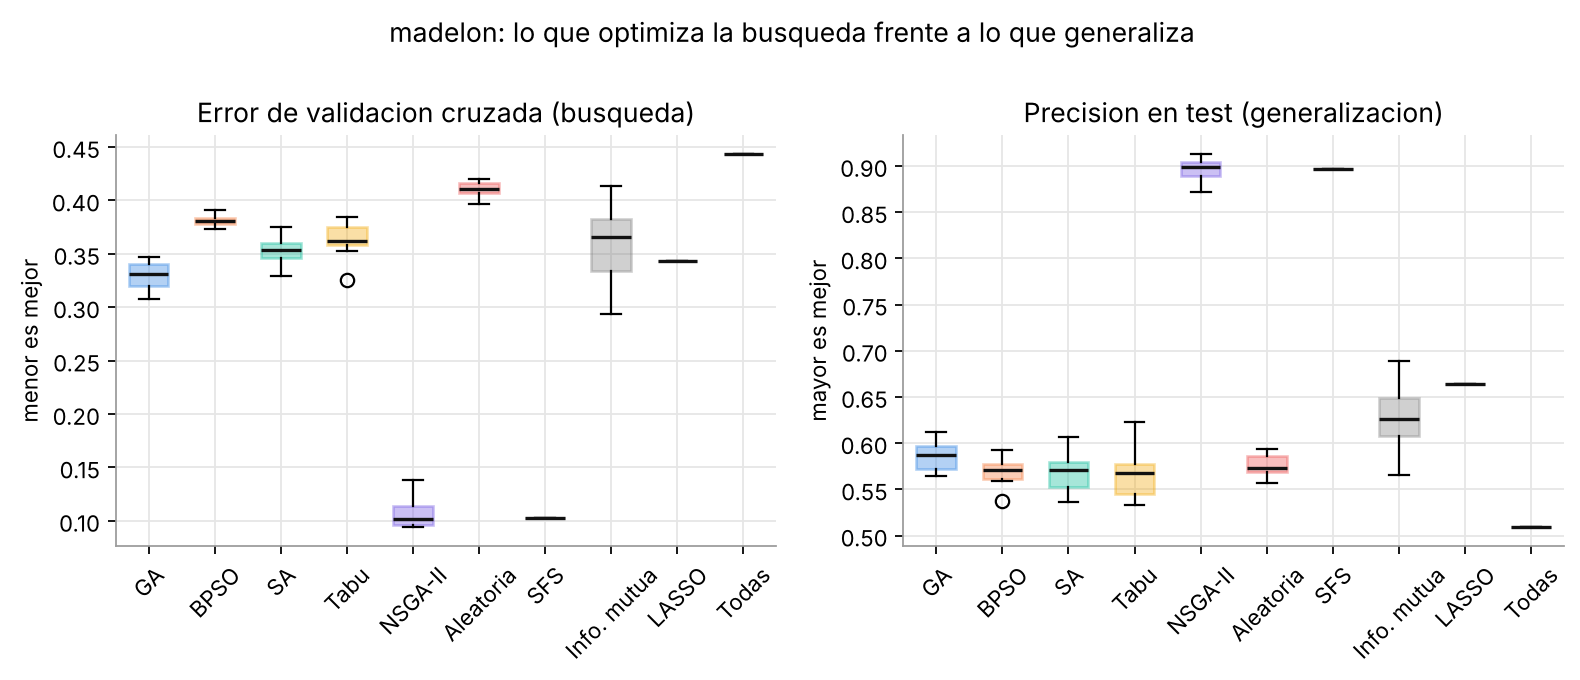 madelon: lo que optimiza la busqueda frente a lo que generaliza
Error de validacion cruzada (busqueda)
menor es mejor
0.45
0.40
0.35
0.30
0.25
0.20
0.15
0.10
GA
BPSO
SA
Tabu
NSGA-II
Aleatoria
SFS
Info. mutua
LASSO
Todas
Precision en test (generalizacion)
mayor es mejor
0.90
0.85
0.80
0.75
0.70
0.65
0.60
0.55
0.50
GA
BPSO
SA
Tabu
NSGA-II
Aleatoria
SFS
Info. mutua
LASSO
Todas